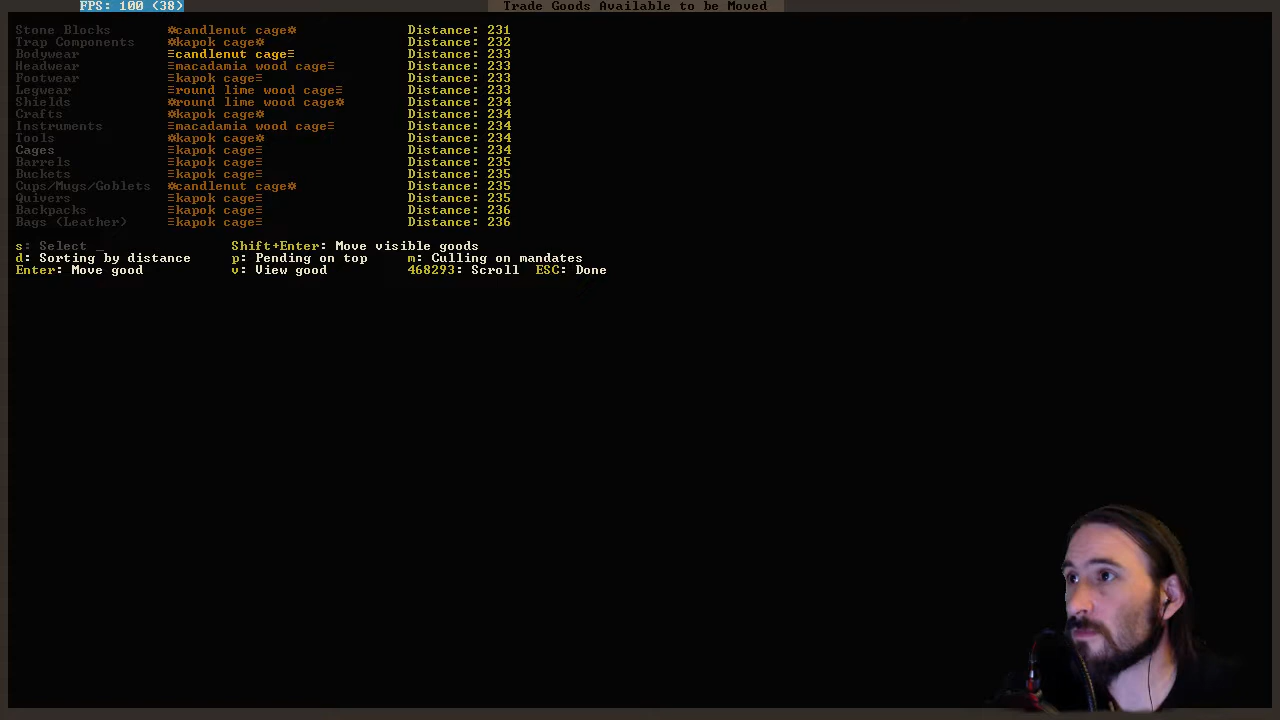 FPS: 100 (38)
Trade Goods Available to be Moved
Stone Blocks ☼candlenut cage☼ Distance: 231
Trap Components ☼kapok cage☼ Distance: 232
Bodywear ≡candlenut cage≡ Distance: 233
Headwear ≡macadamia wood cage≡ Distance: 233
Footwear ≡kapok cage≡ Distance: 233
Legwear ≡round lime wood cage≡ Distance: 233
Shields ☼round lime wood cage☼ Distance: 234
Crafts ☼kapok cage☼ Distance: 234
Instruments ≡macadamia wood cage≡ Distance: 234
Tools ☼kapok cage☼ Distance: 234
Cages ≡kapok cage≡ Distance: 234
Barrels ≡kapok cage≡ Distance: 235
Buckets ≡kapok cage≡ Distance: 235
Cups/Mugs/Goblets ☼candlenut cage☼ Distance: 235
Quivers ≡kapok cage≡ Distance: 235
Backpacks ≡kapok cage≡ Distance: 236
Bags (Leather) ≡kapok cage≡ Distance: 236
s: Select _ Shift+Enter: Move visible goods
d: Sorting by distance p: Pending on top m: Culling on mandates
Enter: Move good v: View good 468293: Scroll ESC: Done